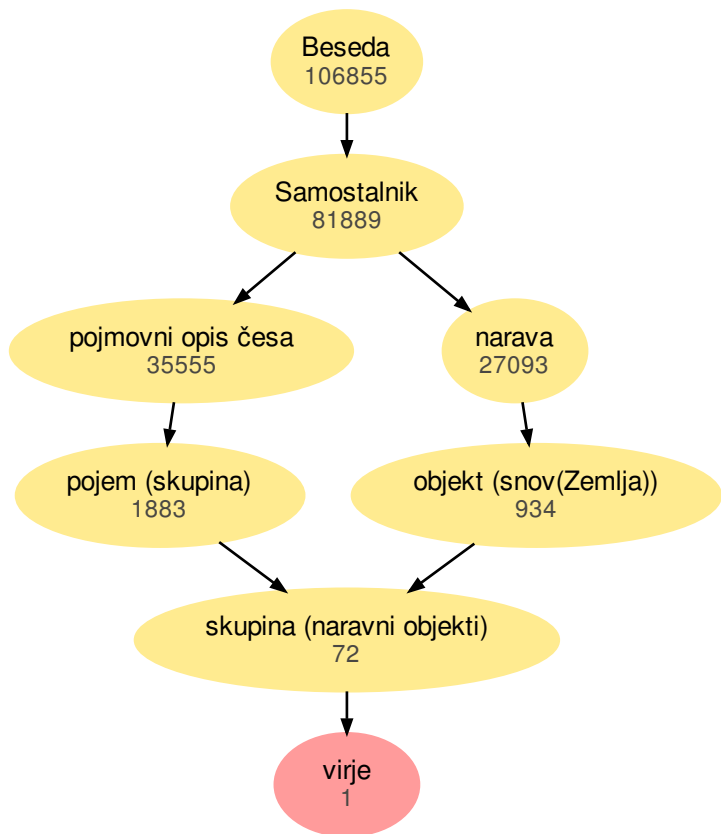 Beseda
106855
Samostalnik
81889
pojmovni opis česa
35555
narava
27093
pojem (skupina)
1883
objekt (snov(Zemlja))
934
skupina (naravni objekti)
72
virje
1